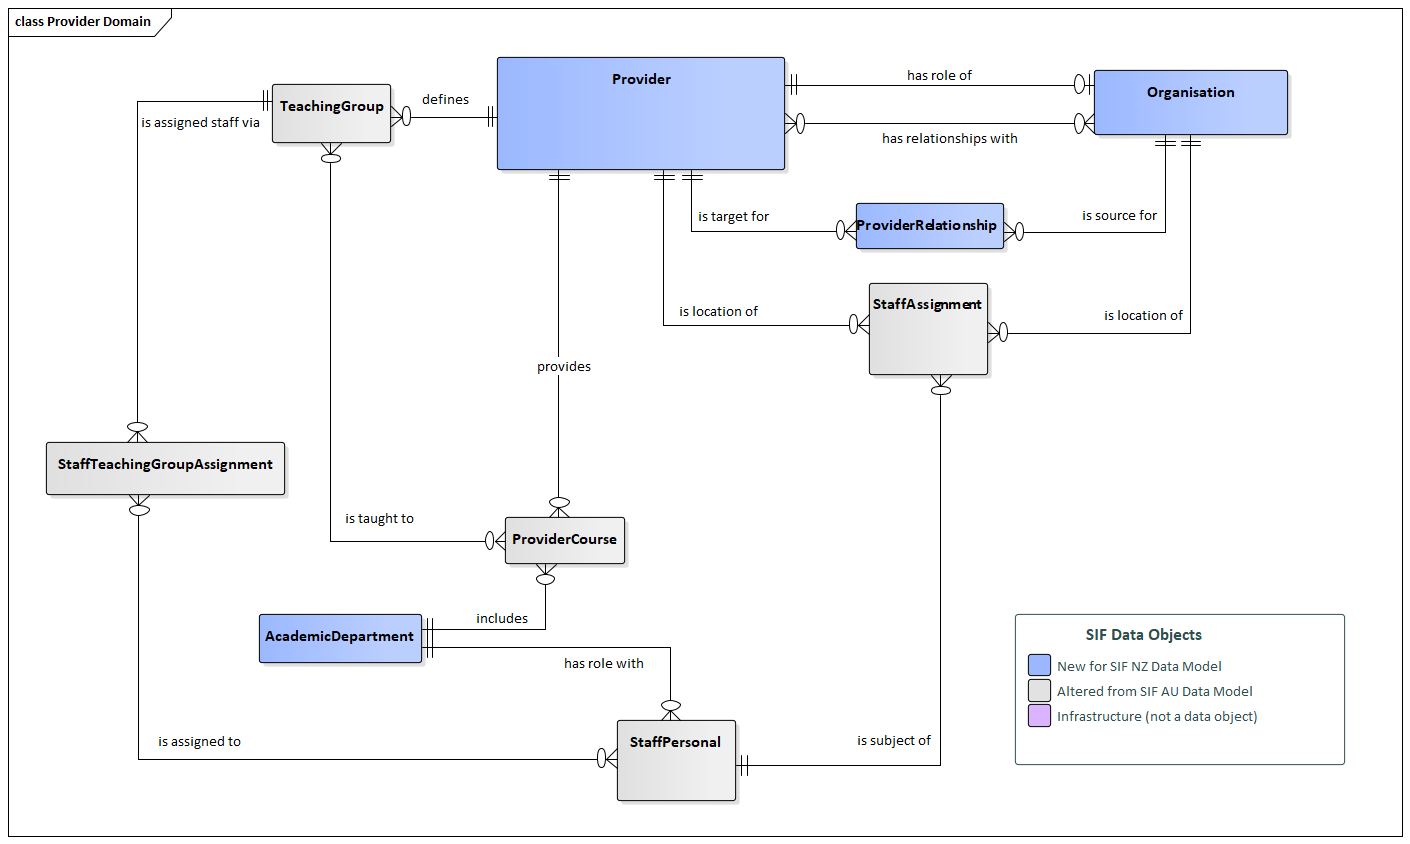 class Provider Domain
Provider
has role of
Organisation
TeachingGroup
defines
is assigned staff via
has relationships with
is target for
ProviderRelationship
is source for
StaffAssignment
is location of
is location of
provides
StaffTeachingGroupAssignment
is taught to
ProviderCourse
includes
AcademicDepartment
has role with
SIF Data Objects
New for SIF NZ Data Model
Altered from SIF AU Data Model
Infrastructure (not a data object)
is assigned to
StaffPersonal
is subject of